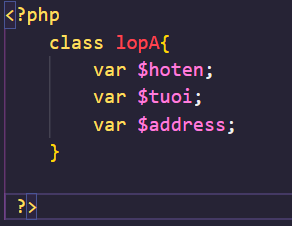 <?php
class lopA{
var $hoten;
var $tuoi;
var $address;
}
?>